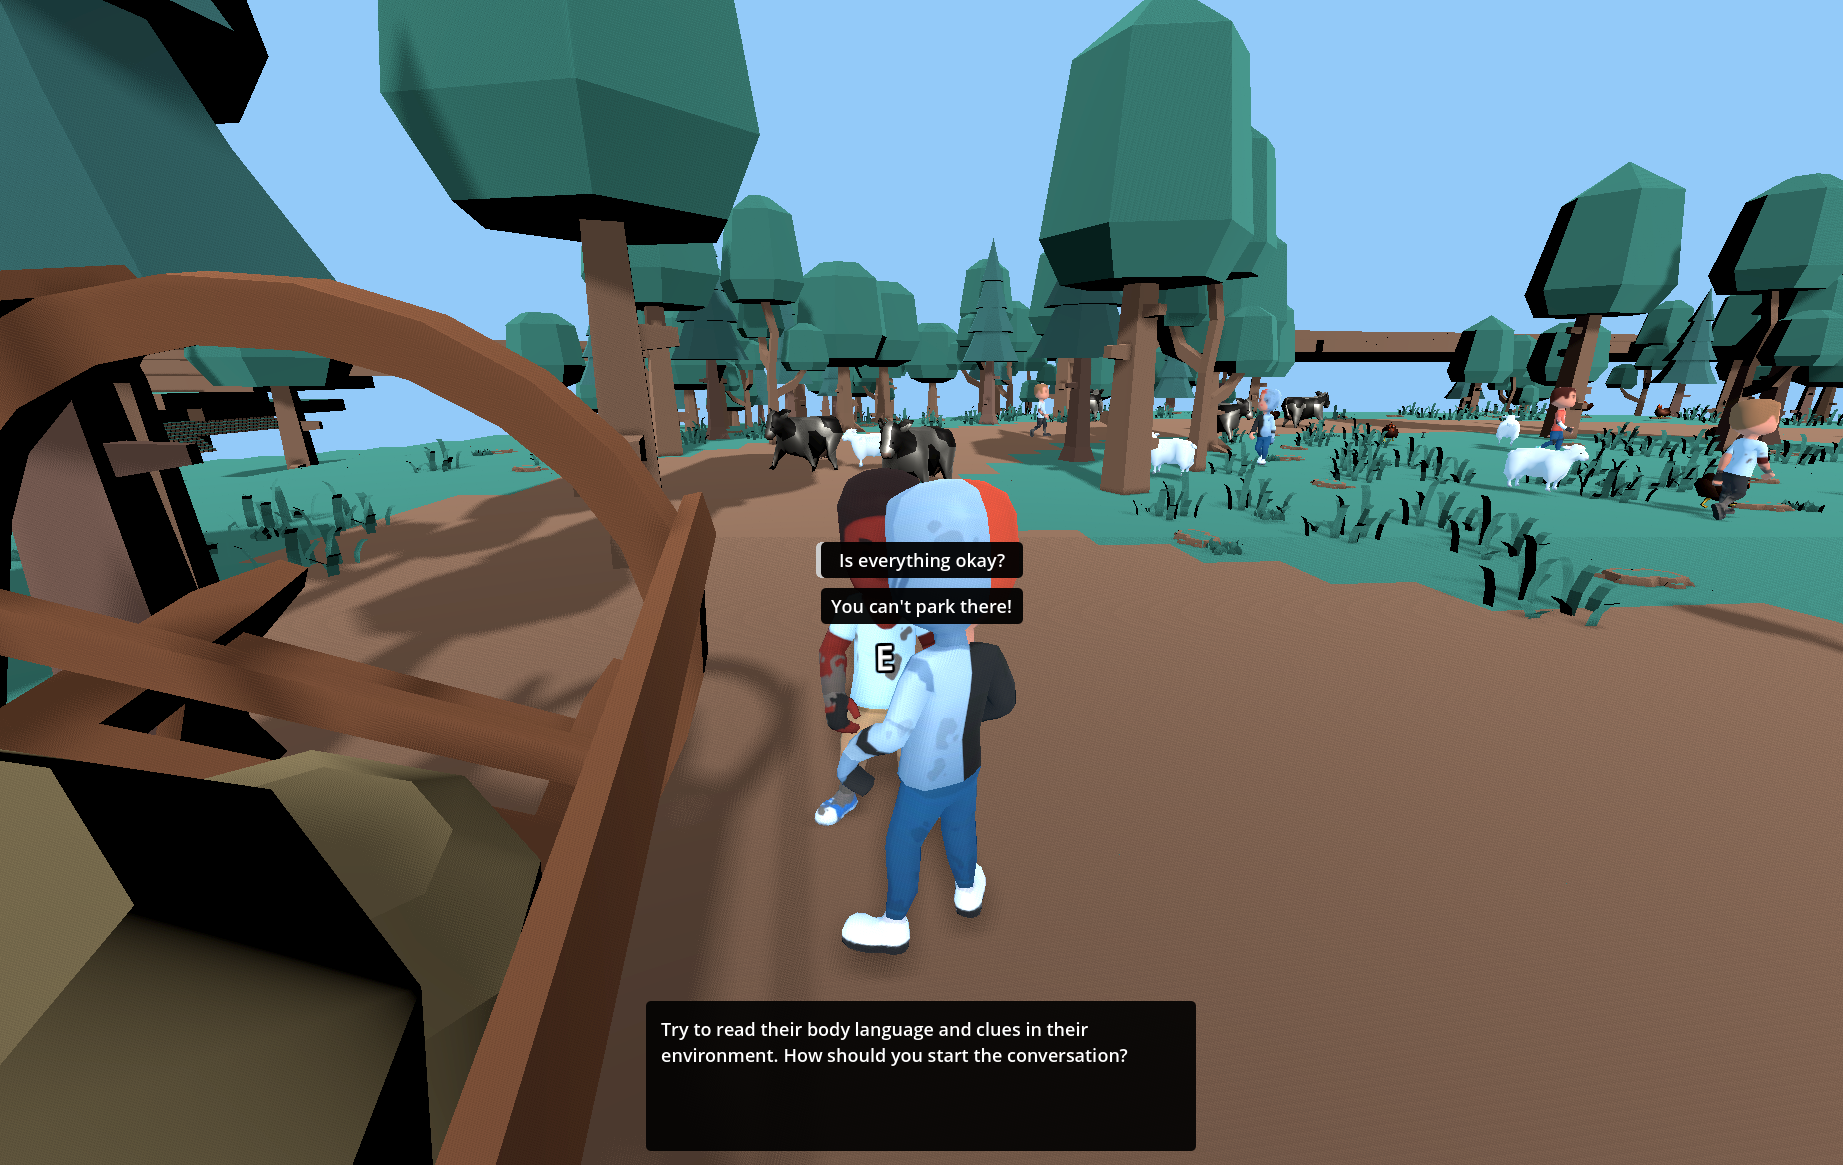 Is everything okay?
You can't park there!
E
Try to read their body language and clues in their
environment. How should you start the conversation?